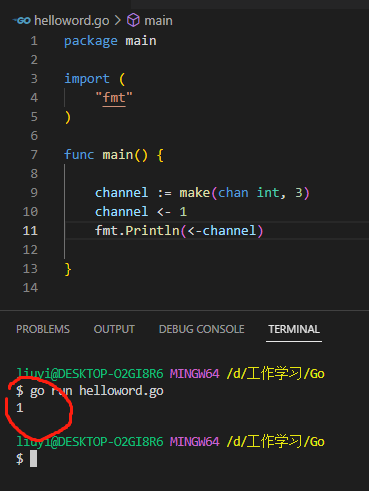 helloword.go > main
1 package main
2
3 import (
4 "fmt"
5 )
6
7 func main() {
8
9 channel := make(chan int, 3)
10 channel <- 1
11 fmt.Println(<-channel)
12
13 }
14
PROBLEMS OUTPUT DEBUG CONSOLE TERMINAL
liuyi@DESKTOP-O2GI8R6 MINGW64 /d/工作学习/Go
$ go run helloword.go
1
liuyi@DESKTOP-O2GI8R6 MINGW64 /d/工作学习/Go
$